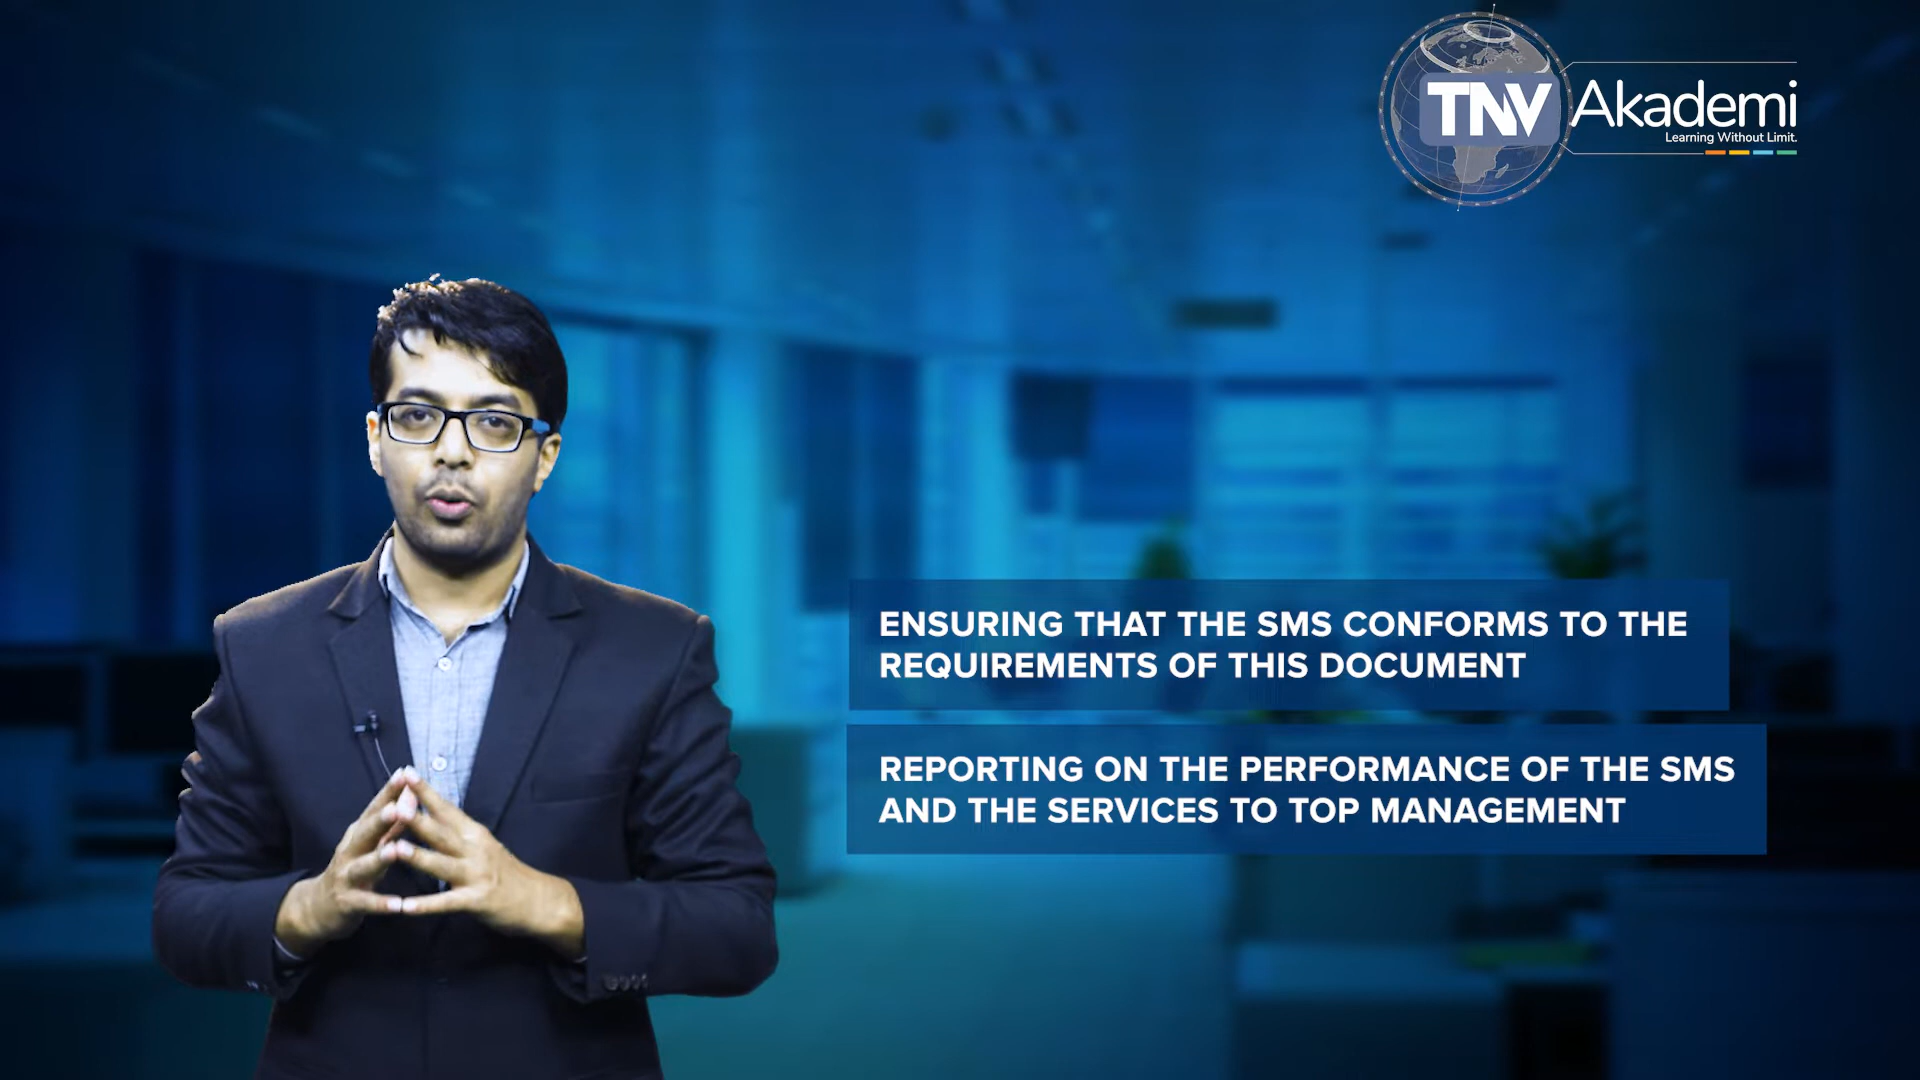 TNV Akademi
Learning Without Limit.
ENSURING THAT THE SMS CONFORMS TO THE
REQUIREMENTS OF THIS DOCUMENT
REPORTING ON THE PERFORMANCE OF THE SMS
AND THE SERVICES TO TOP MANAGEMENT